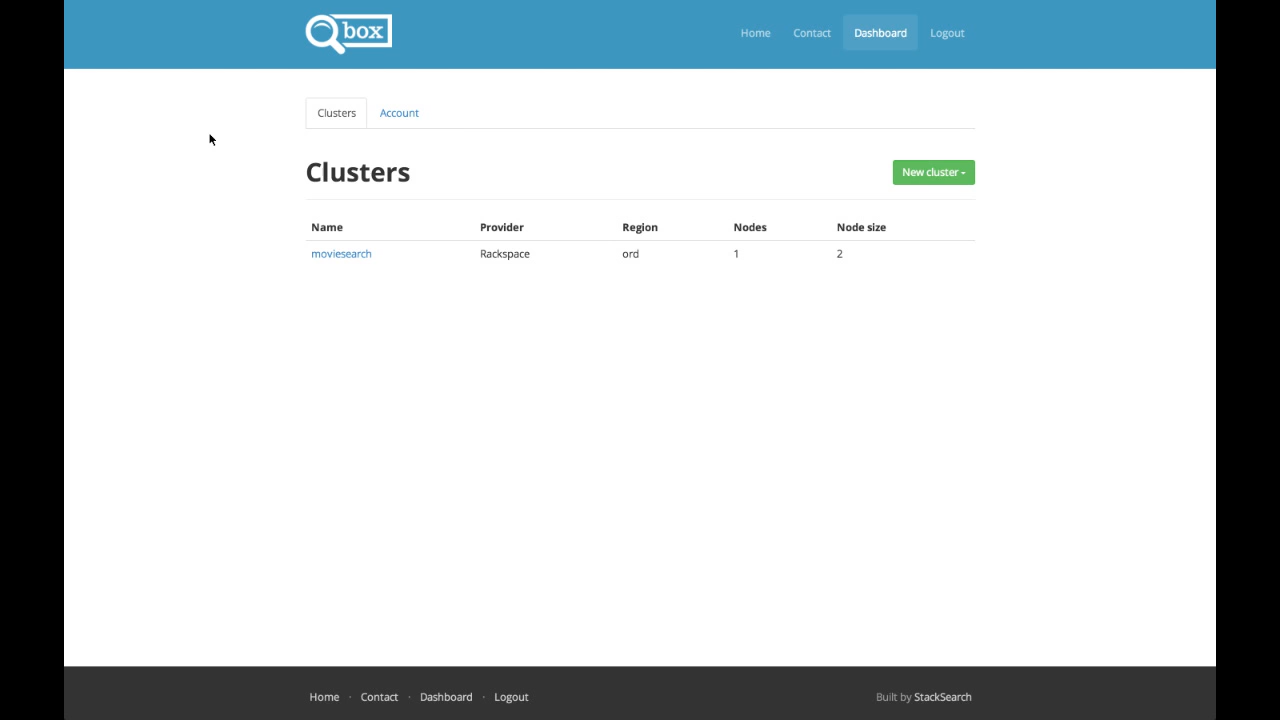 box
Home Contact Dashboard Logout
Clusters Account
Clusters New cluster
Name Provider Region Nodes Node size
moviesearch Rackspace ord 1 2
Home · Contact · Dashboard · Logout Built by StackSearch